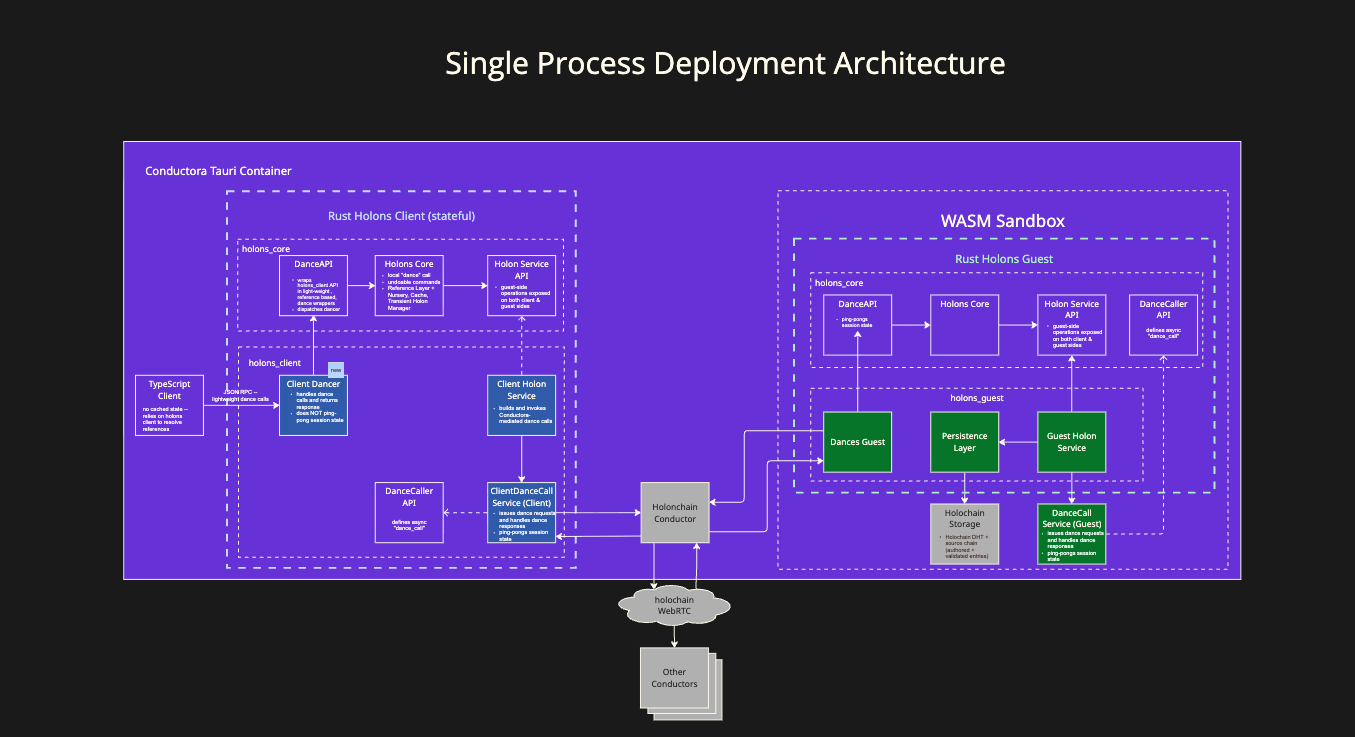 Single Process Deployment Architecture
Conductora Tauri Container
Rust Holons Client (stateful)
holons_core
DanceAPI
• wraps
holons_client API
in light-weight,
reference based,
dance wrappers
• dispatches dancer
Holons Core
• local "dance" call
• undoable commands
• Reference Layer +
Nursery, Cache,
Transient Holon
Manager
Holon Service
API
• guest-side
operations exposed
on both client &
guest sides
holons_client
new
TypeScript
Client
no cached state --
relies on holons
client to resolve
references
JSON RPC --
lightweight dance calls
Client Dancer
• handles dance
calls and returns
response
• does NOT ping-
pong session state
Client Holon
Service
• builds and invokes
Conductora-
mediated dance calls
DanceCaller
API
defines async
"dance_call"
ClientDanceCall
Service (Client)
• issues dance requests
and handles dance
responses
• ping-pongs session
state
Holochain
Conductor
WASM Sandbox
Rust Holons Guest
holons_core
DanceAPI
• ping-pongs
session state
Holons Core
Holon Service
API
• guest-side
operations exposed
on both client &
guest sides
DanceCaller
API
defines async
"dance_call"
holons_guest
Dances Guest
Persistence
Layer
Guest Holon
Service
Holochain
Storage
• Holochain DHT +
source chain
(authored +
validated entities)
DanceCall
Service (Guest)
• issues dance requests
and handles dance
responses
• ping-pongs session
state
holochain
WebRTC
Other
Conductors